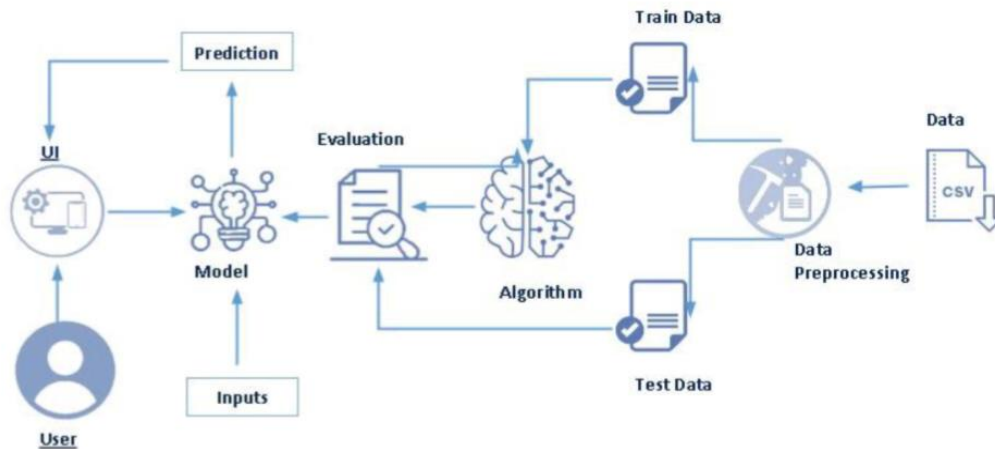 Train Data
Prediction
Evaluation
Data
UI
CSV
Model
Data
Preprocessing
Algorithm
Inputs
Test Data
User